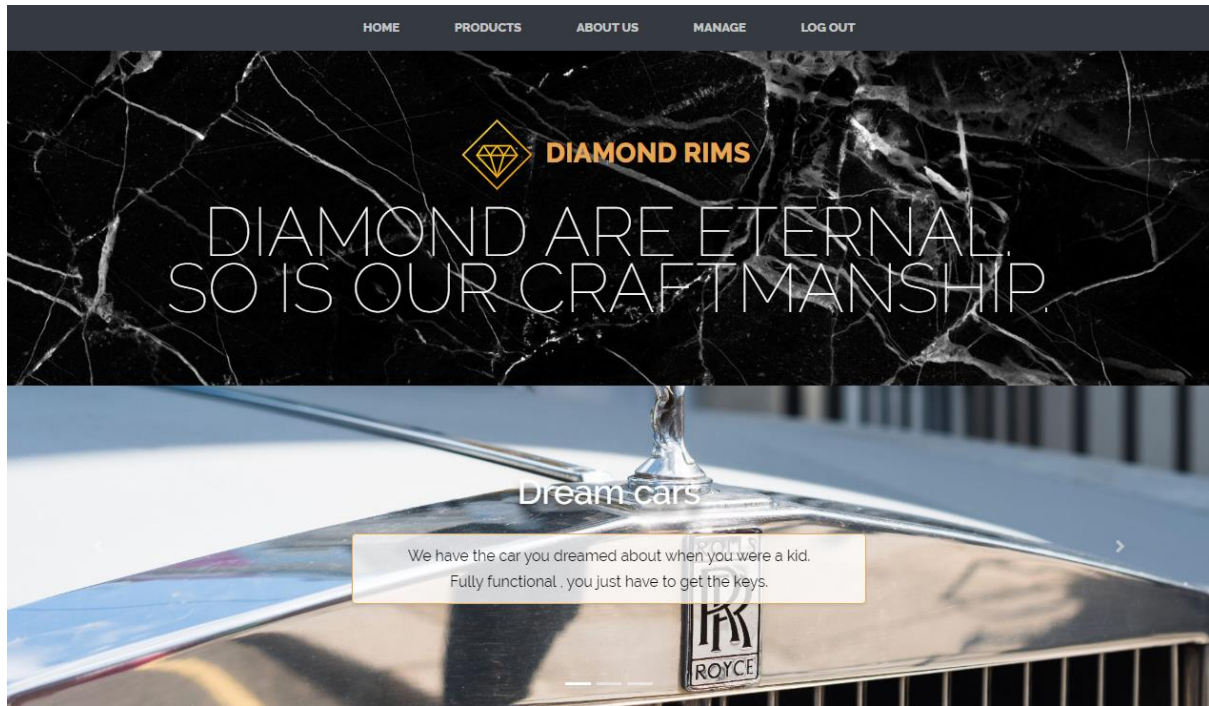 HOME PRODUCTS ABOUT US MANAGE LOG OUT
DIAMOND RIMS
DIAMOND ARE ETERNAL.
SO IS OUR CRAFTMANSHIP.
Dream cars
We have the car you dreamed about when you were a kid.
Fully functional , you just have to get the keys.
ROLLS
RR
ROYCE